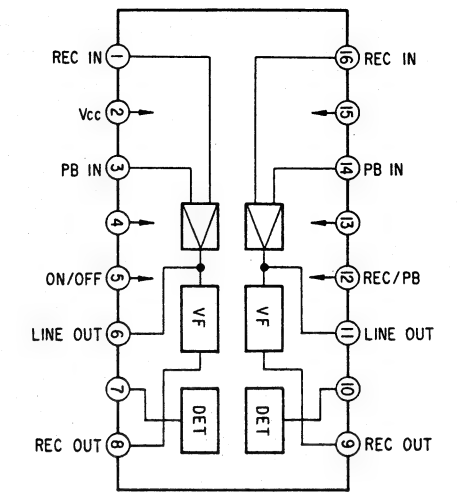 REC IN 1 16 REC IN
Vcc 2 15
PB IN 3 14 PB IN
4 13
ON/OFF 5 12 REC/PB
VF VF
LINE OUT 6 11 LINE OUT
7 10
DET DET
REC OUT 8 9 REC OUT